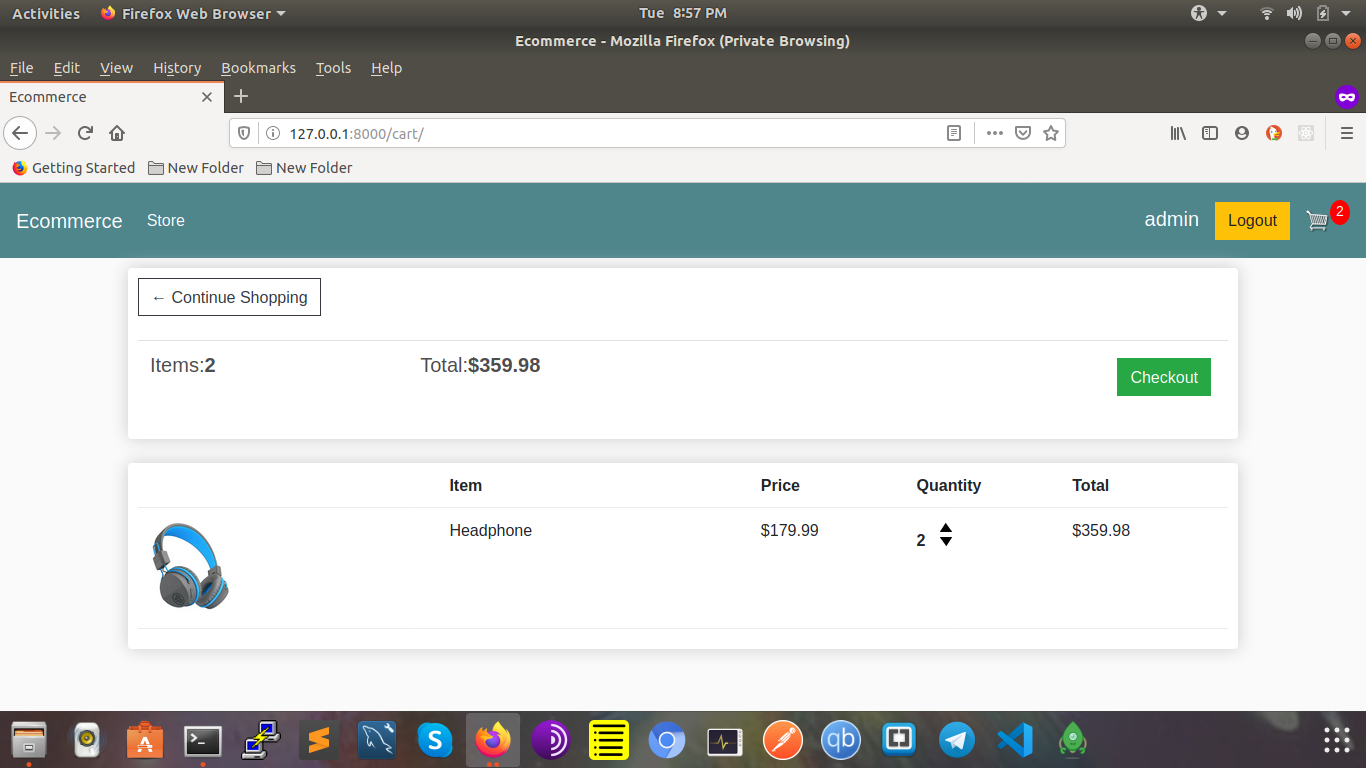 Activities Firefox Web Browser Tue 8:57 PM
Ecommerce - Mozilla Firefox (Private Browsing)
File Edit View History Bookmarks Tools Help
Ecommerce
127.0.0.1:8000/cart/
Getting Started New Folder New Folder
Ecommerce Store admin Logout 2
← Continue Shopping
Items:2 Total:$359.98 Checkout
Item Price Quantity Total
Headphone $179.99 2 $359.98
S qb